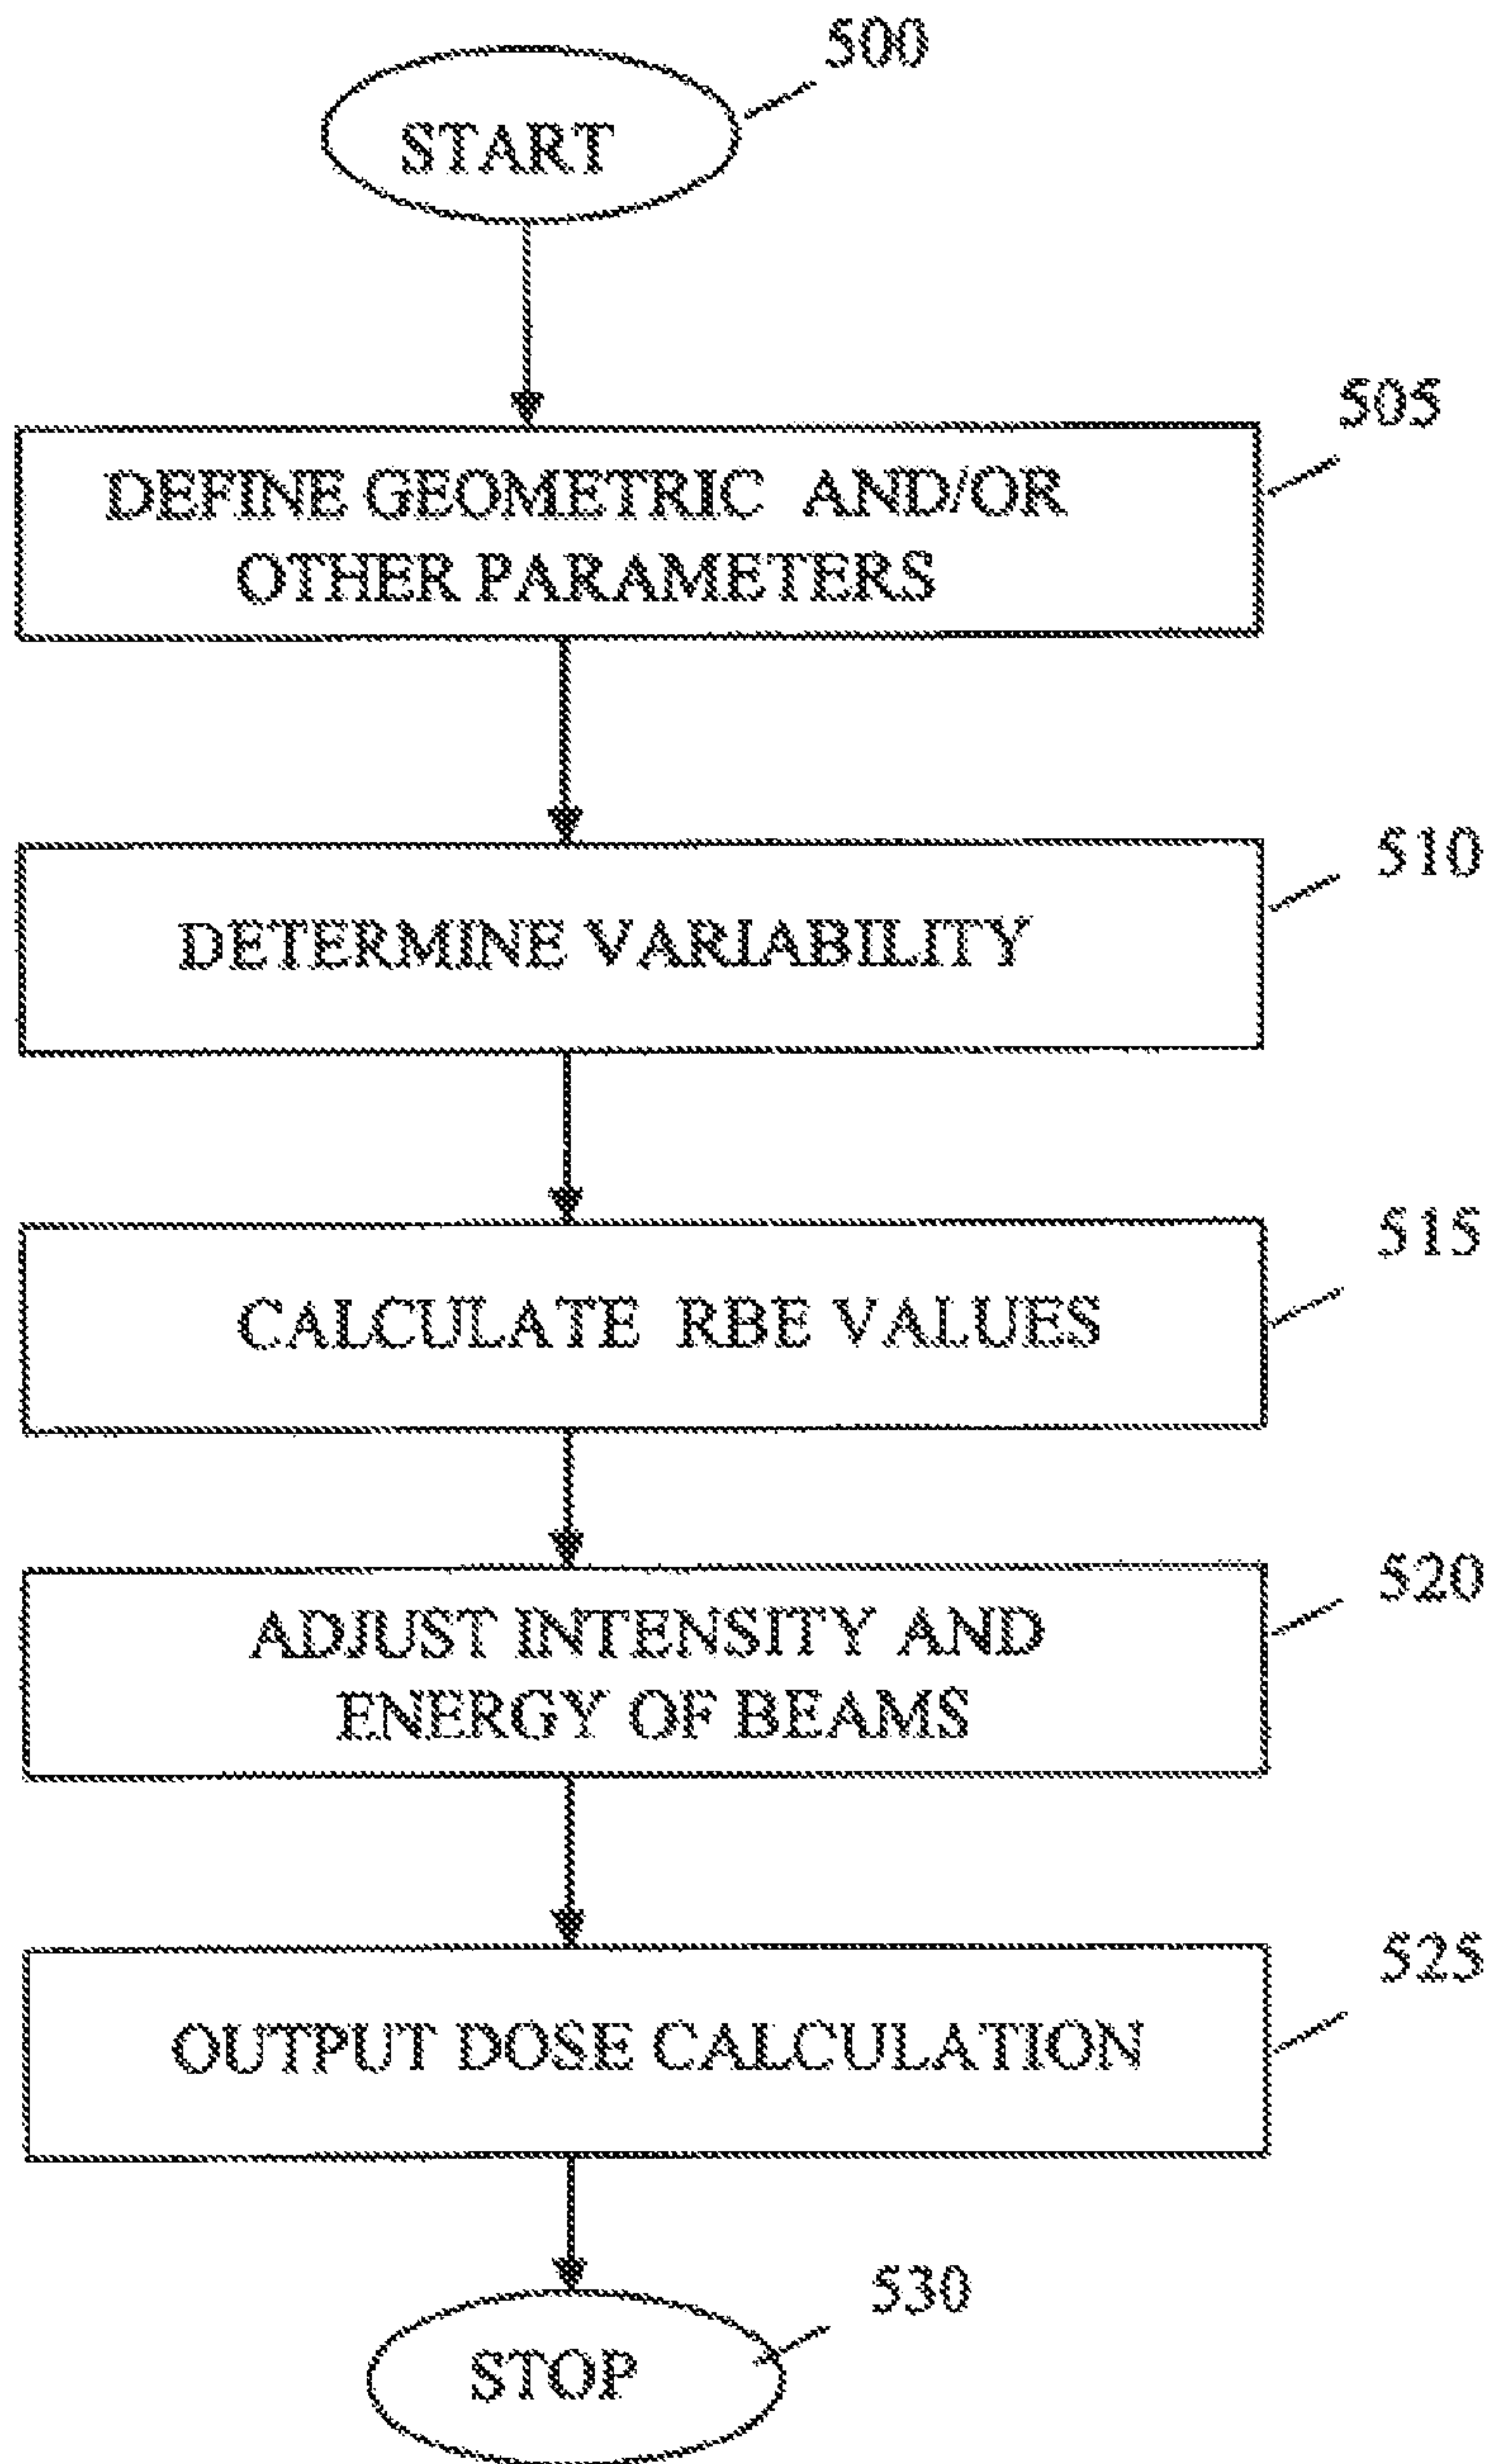 500
START
505
DEFINE GEOMETRIC AND/OR
OTHER PARAMETERS
510
DETERMINE VARIABILITY
515
CALCULATE RBE VALUES
520
ADJUST INTENSITY AND
ENERGY OF BEAMS
525
OUTPUT DOSE CALCULATION
530
STOP